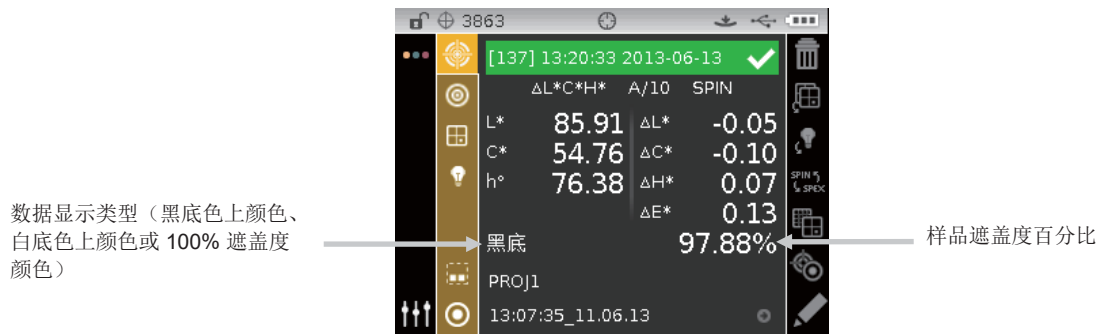 3863
[137] 13:20:33 2013-06-13
ΔL*C*H* A/10 SPIN
L* 85.91 ΔL* -0.05
C* 54.76 ΔC* -0.10
h° 76.38 ΔH* 0.07
ΔE* 0.13
黑底 97.88%
PROJ1
13:07:35_11.06.13
SPIN
SPEX
数据显示类型（黑底色上颜色、
白底色上颜色或 100% 遮盖度
颜色）
样品遮盖度百分比